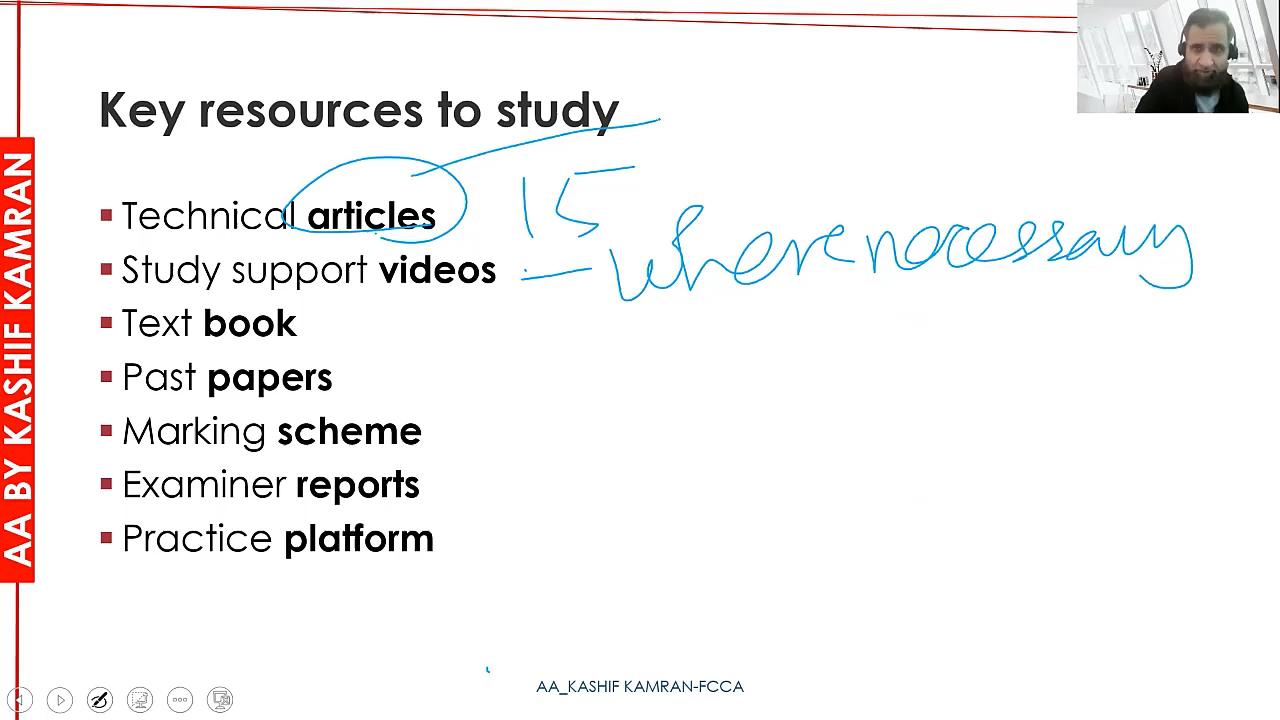 Key resources to study
Technical articles
15
Study support videos
where necessary
Text book
Past papers
Marking scheme
Examiner reports
Practice platform
AA BY KASHIF KAMRAN
AA_KASHIF KAMRAN-FCCA